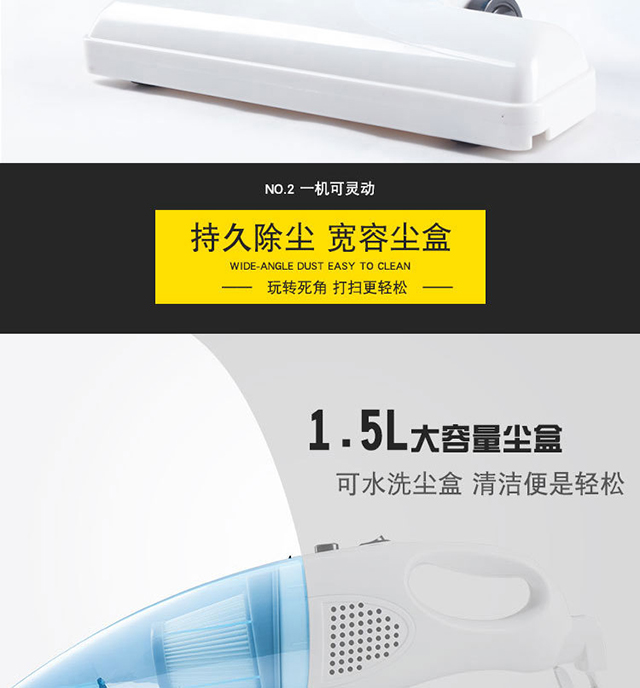 NO.2 一机可灵动
持久除尘 宽容尘盒
WIDE-ANGLE DUST EASY TO CLEAN
玩转死角 打扫更轻松
1.5L大容量尘盒
可水洗尘盒 清洁便是轻松